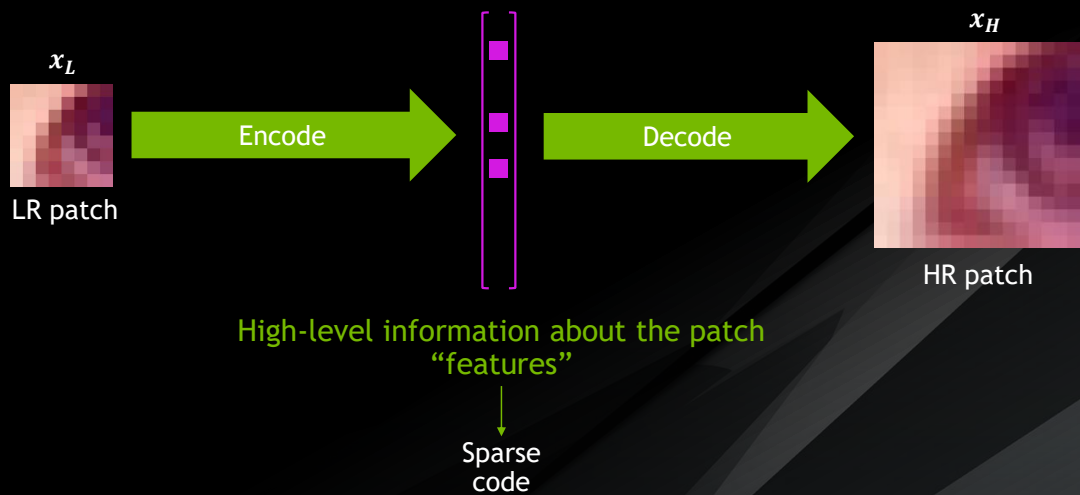 x_L
x_H
Encode
Decode
LR patch
HR patch
High-level information about the patch
“features”
Sparse
code